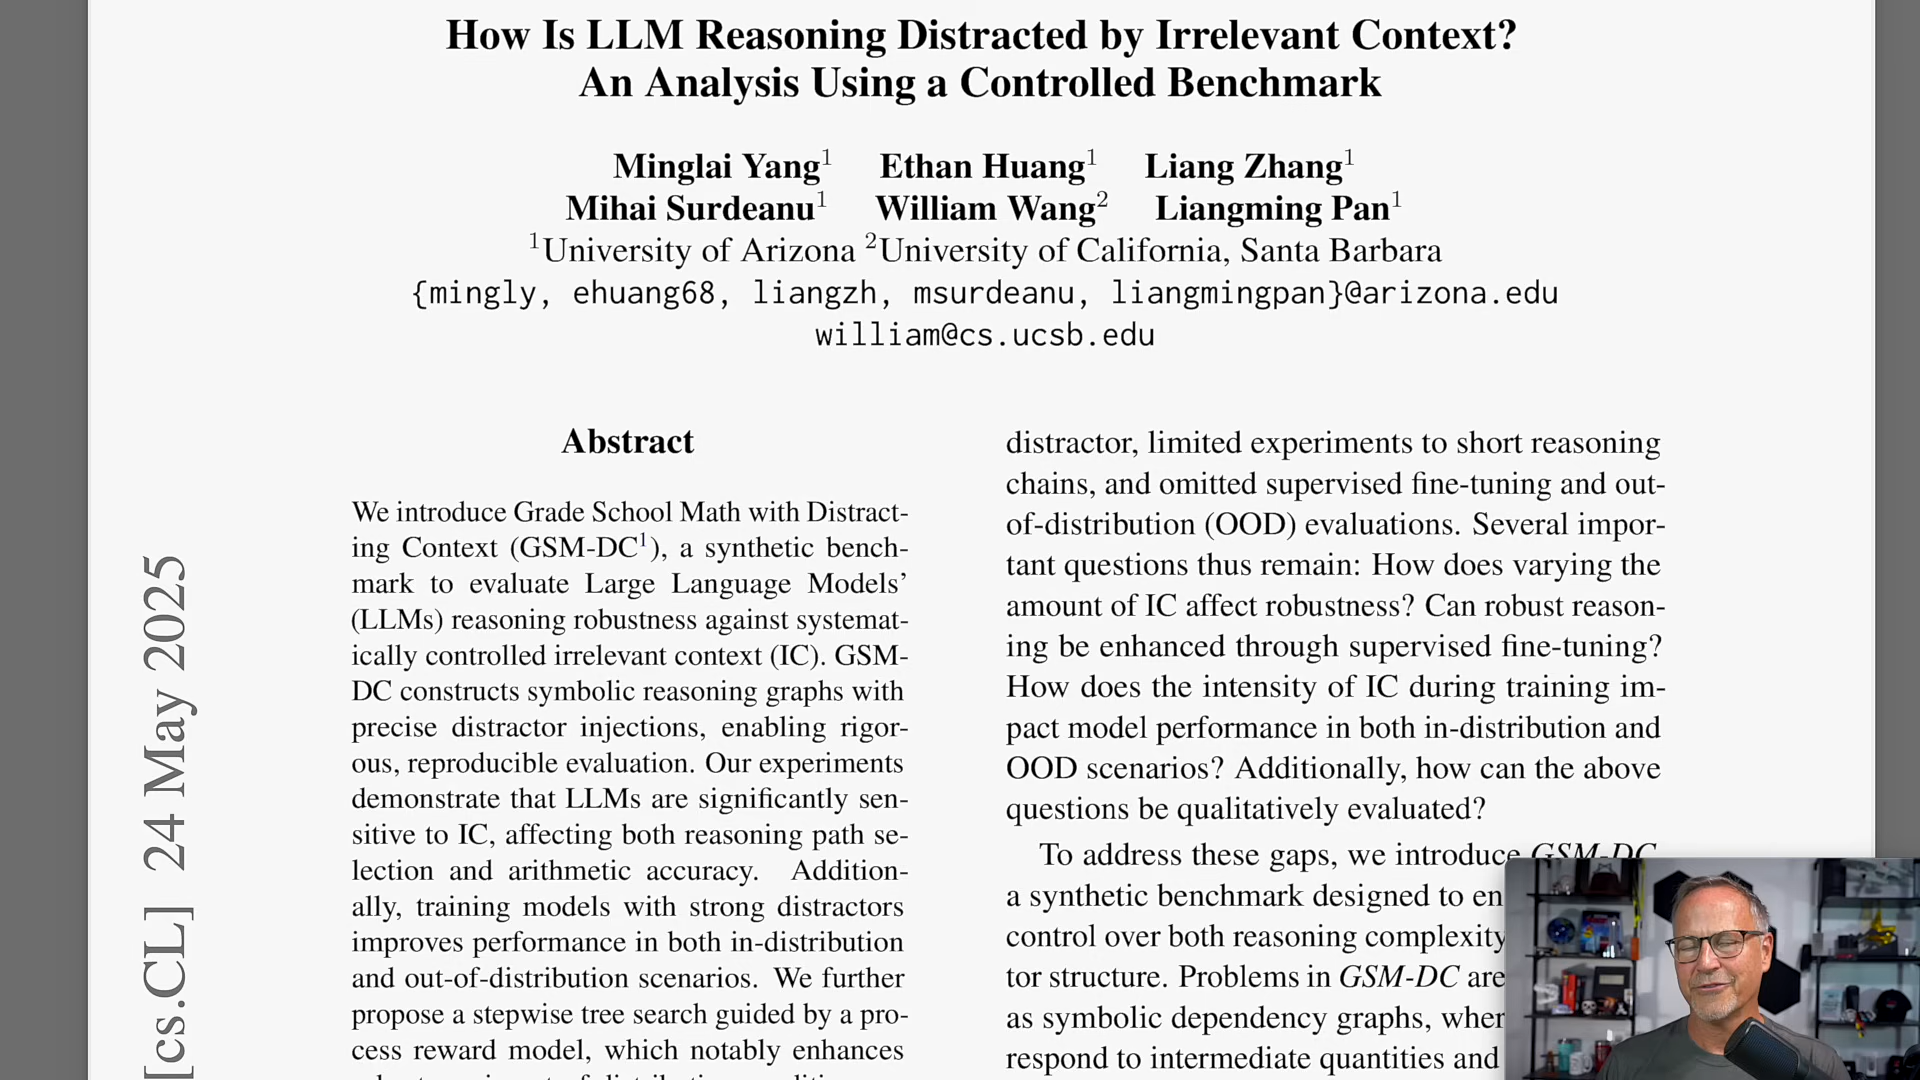 How Is LLM Reasoning Distracted by Irrelevant Context?
An Analysis Using a Controlled Benchmark
Minglai Yang1 Ethan Huang1 Liang Zhang1
Mihai Surdeanu1 William Wang2 Liangming Pan1
1University of Arizona 2University of California, Santa Barbara
{mingly, ehuang68, liangzh, msurdeanu, liangmingpan}@arizona.edu
william@cs.ucsb.edu
[cs.CL] 24 May 2025
Abstract
We introduce Grade School Math with Distract-
ing Context (GSM-DC1), a synthetic bench-
mark to evaluate Large Language Models’
(LLMs) reasoning robustness against systemat-
ically controlled irrelevant context (IC). GSM-
DC constructs symbolic reasoning graphs with
precise distractor injections, enabling rigor-
ous, reproducible evaluation. Our experiments
demonstrate that LLMs are significantly sen-
sitive to IC, affecting both reasoning path se-
lection and arithmetic accuracy. Addition-
ally, training models with strong distractors
improves performance in both in-distribution
and out-of-distribution scenarios. We further
propose a stepwise tree search guided by a pro-
cess reward model, which notably enhances
distractor, limited experiments to short reasoning
chains, and omitted supervised fine-tuning and out-
of-distribution (OOD) evaluations. Several impor-
tant questions thus remain: How does varying the
amount of IC affect robustness? Can robust reason-
ing be enhanced through supervised fine-tuning?
How does the intensity of IC during training im-
pact model performance in both in-distribution and
OOD scenarios? Additionally, how can the above
questions be qualitatively evaluated?
To address these gaps, we introduce GSM-DC
a synthetic benchmark designed to en
control over both reasoning complexity
tor structure. Problems in GSM-DC are
as symbolic dependency graphs, wher
respond to intermediate quantities and